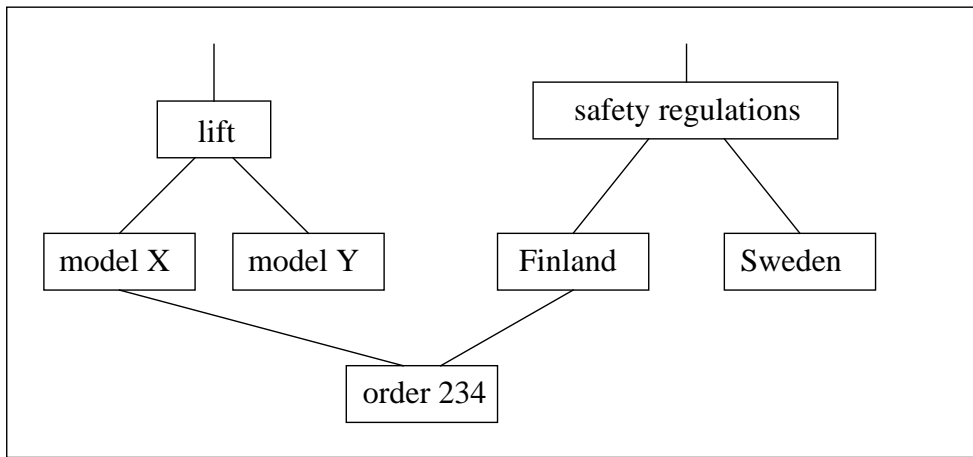 lift
safety regulations
model X
model Y
Finland
Sweden
order 234